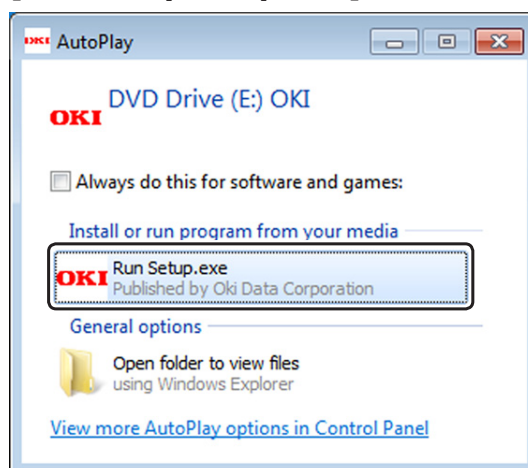 OKI AutoPlay
OKI DVD Drive (E:) OKI
Always do this for software and games:
Install or run program from your media
OKI Run Setup.exe
Published by Oki Data Corporation
General options
Open folder to view files
using Windows Explorer
View more AutoPlay options in Control Panel